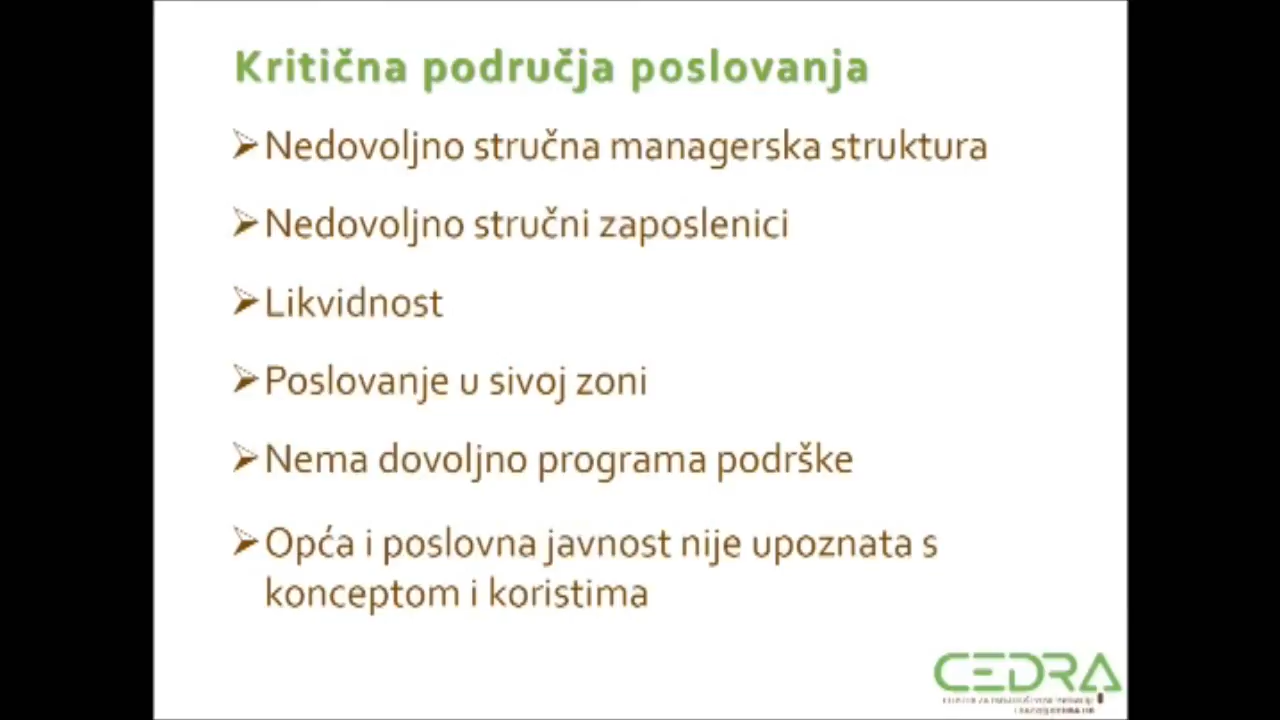 Kritična područja poslovanja
Nedovoljno stručna managerska struktura
Nedovoljno stručni zaposlenici
Likvidnost
Poslovanje u sivoj zoni
Nema dovoljno programa podrške
Opća i poslovna javnost nije upoznata s
konceptom i koristima
CEDRA